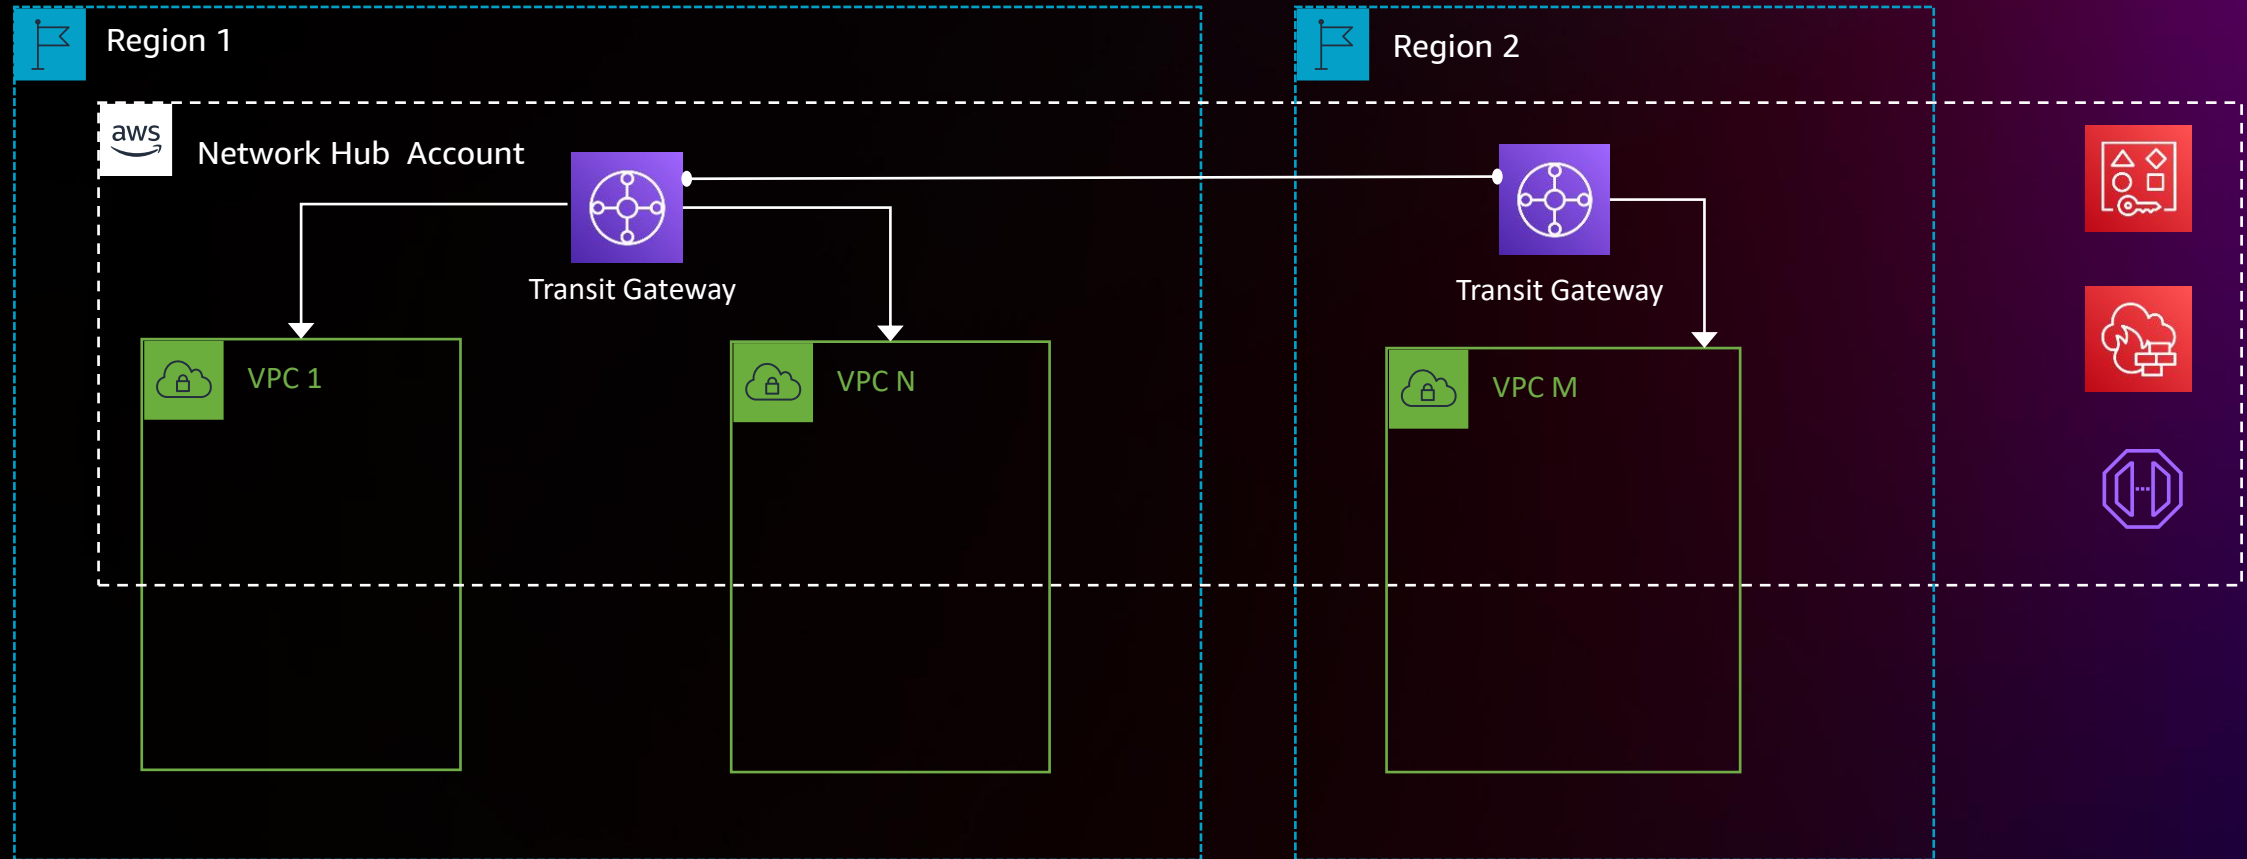 Region 1
Region 2
aws
Network Hub Account
Transit Gateway
Transit Gateway
VPC 1
VPC N
VPC M